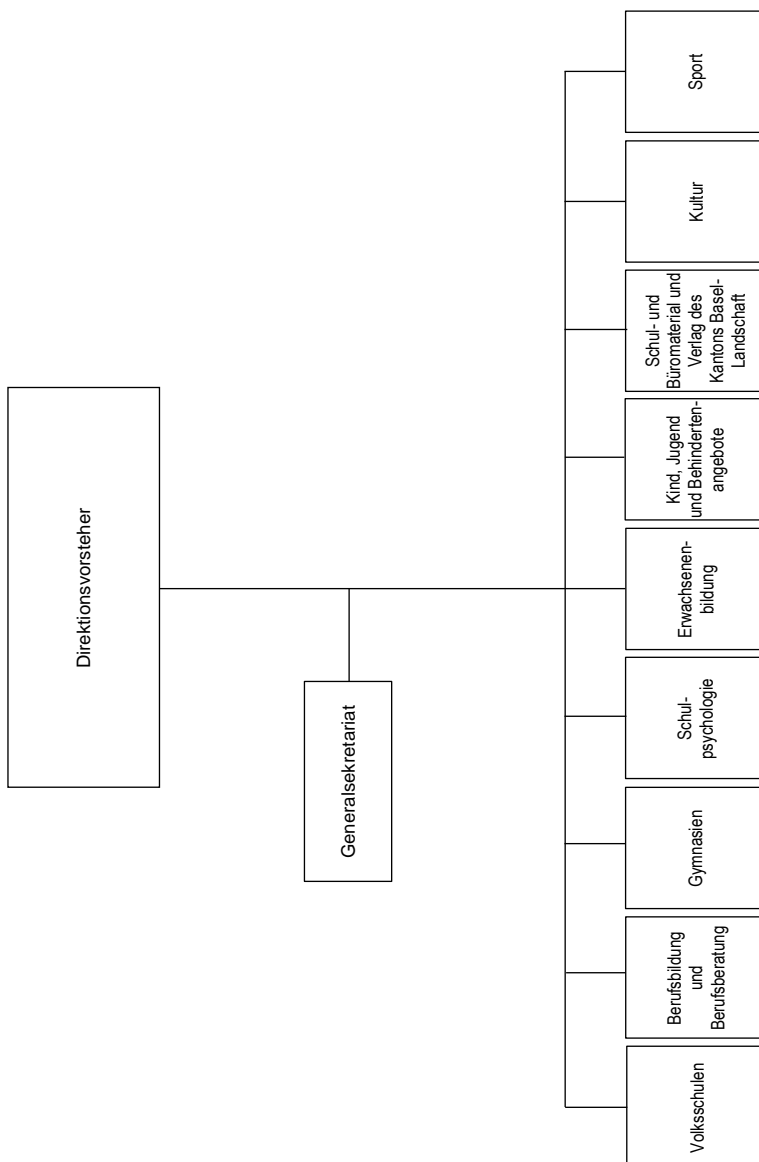 Direktionsvorsteher
Generalsekretariat
Volksschulen
Berufsbildung
und
Berufsberatung
Gymnasien
Schul-
psychologie
Erwachsenen-
bildung
Kind, Jugend
und Behinderten-
angebote
Schul- und
Büromaterial und
Verlag des
Kantons Basel-
Landschaft
Kultur
Sport